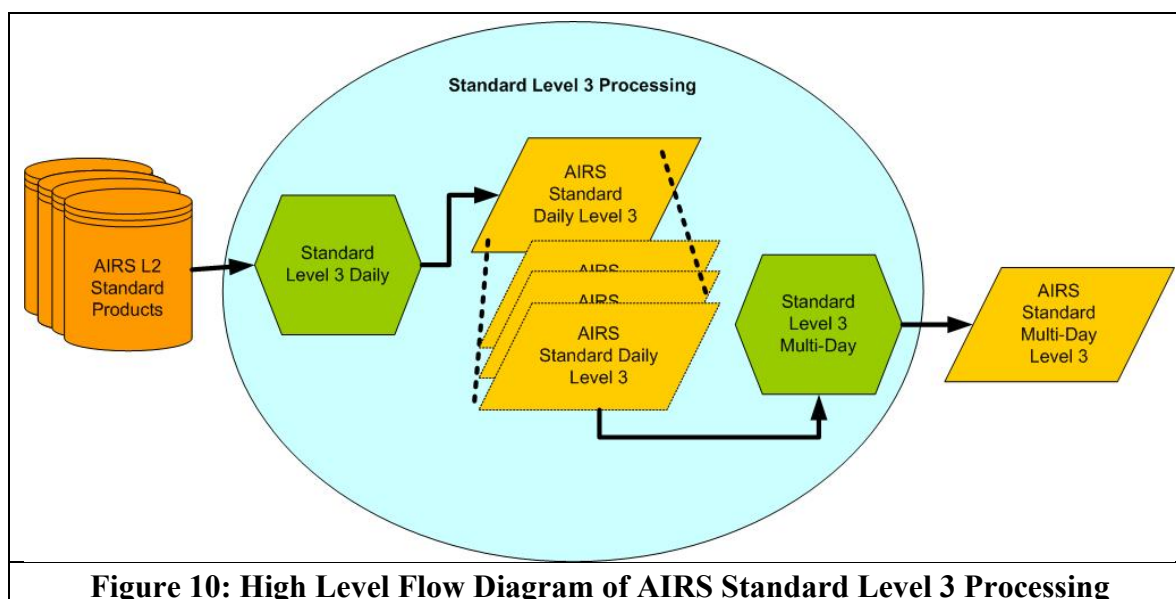 Standard Level 3 Processing
AIRS L2
Standard
Products
Standard
Level 3 Daily
AIRS
Standard
Daily Level 3
AIRS
AIRS
AIRS
Standard Daily
Level 3
Standard
Level 3
Multi-Day
AIRS
Standard
Multi-Day
Level 3
Figure 10: High Level Flow Diagram of AIRS Standard Level 3 Processing